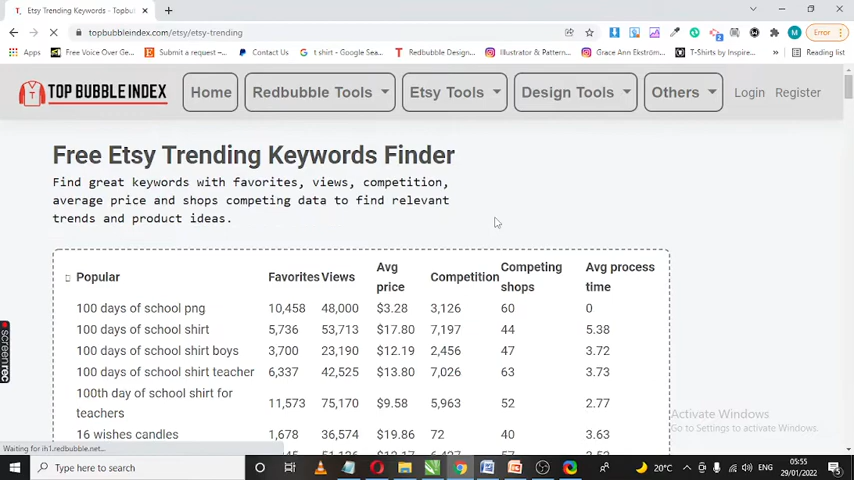 Etsy Trending Keywords - Topbu
topbubbleindex.com/etsy/etsy-trending
Error
Apps
Free Voice Over Ge...
Submit a request –...
Contact Us
t shirt - Google Sea...
Redbubble Design...
Illustrator & Pattern...
Grace Ann Ekström...
T-Shirts by Inspire...
Reading list
TOP BUBBLE INDEX
Home
Redbubble Tools
Etsy Tools
Design Tools
Others
Login
Register
Free Etsy Trending Keywords Finder
Find great keywords with favorites, views, competition,
average price and shops competing data to find relevant
trends and product ideas.
Popular Favorites Views Avg price Competition Competing shops Avg process time
100 days of school png 10,458 48,000 $3.28 3,126 60 0
100 days of school shirt 5,736 53,713 $17.80 7,197 44 5.38
100 days of school shirt boys 3,700 23,190 $12.19 2,456 47 3.72
100 days of school shirt teacher 6,337 42,525 $13.80 7,026 63 3.73
100th day of school shirt for teachers 11,573 75,170 $9.58 5,963 52 2.77
16 wishes candles 1,678 36,574 $19.86 72 40 3.63
screenrec
Activate Windows
Go to Settings to activate Windows.
Waiting for ih1.redbubble.net...
Type here to search
20°C
ENG
05:55
29/01/2022